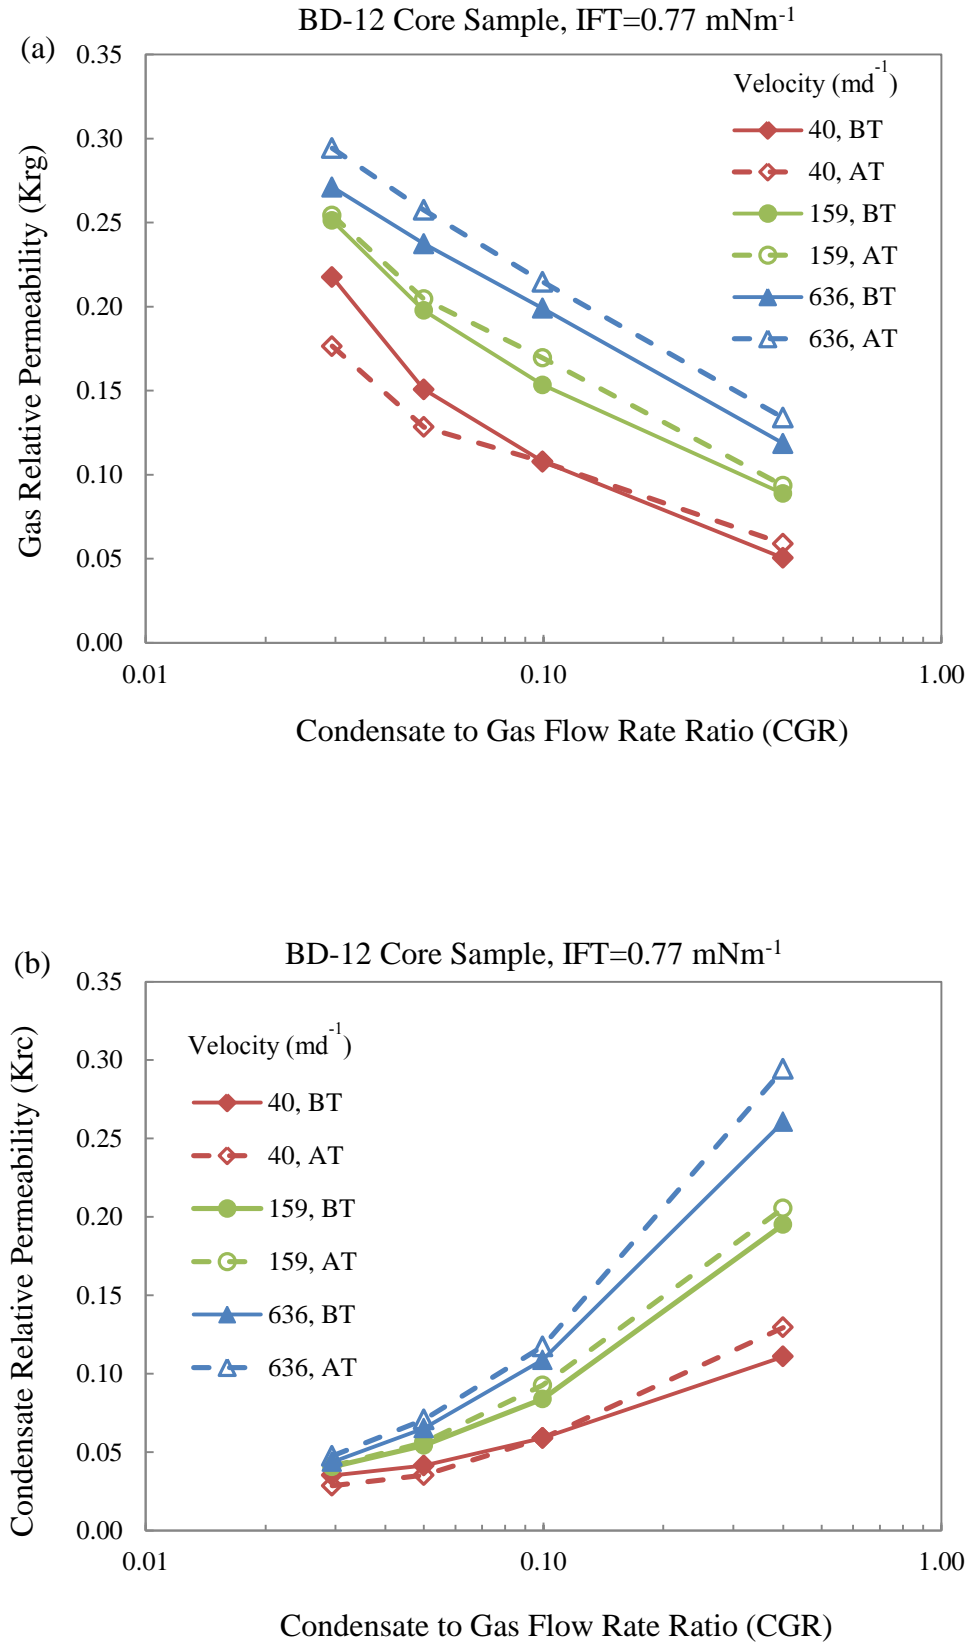 BD-12 Core Sample, IFT=0.77 mNm⁻¹
(a)
Gas Relative Permeability (Krg)
0.35
0.30
0.25
0.20
0.15
0.10
0.05
0.00
Velocity (md⁻¹)
40, BT
40, AT
159, BT
159, AT
636, BT
636, AT
0.01
0.10
1.00
Condensate to Gas Flow Rate Ratio (CGR)
BD-12 Core Sample, IFT=0.77 mNm⁻¹
(b)
Condensate Relative Permeability (Krc)
0.35
0.30
0.25
0.20
0.15
0.10
0.05
0.00
Velocity (md⁻¹)
40, BT
40, AT
159, BT
159, AT
636, BT
636, AT
0.01
0.10
1.00
Condensate to Gas Flow Rate Ratio (CGR)